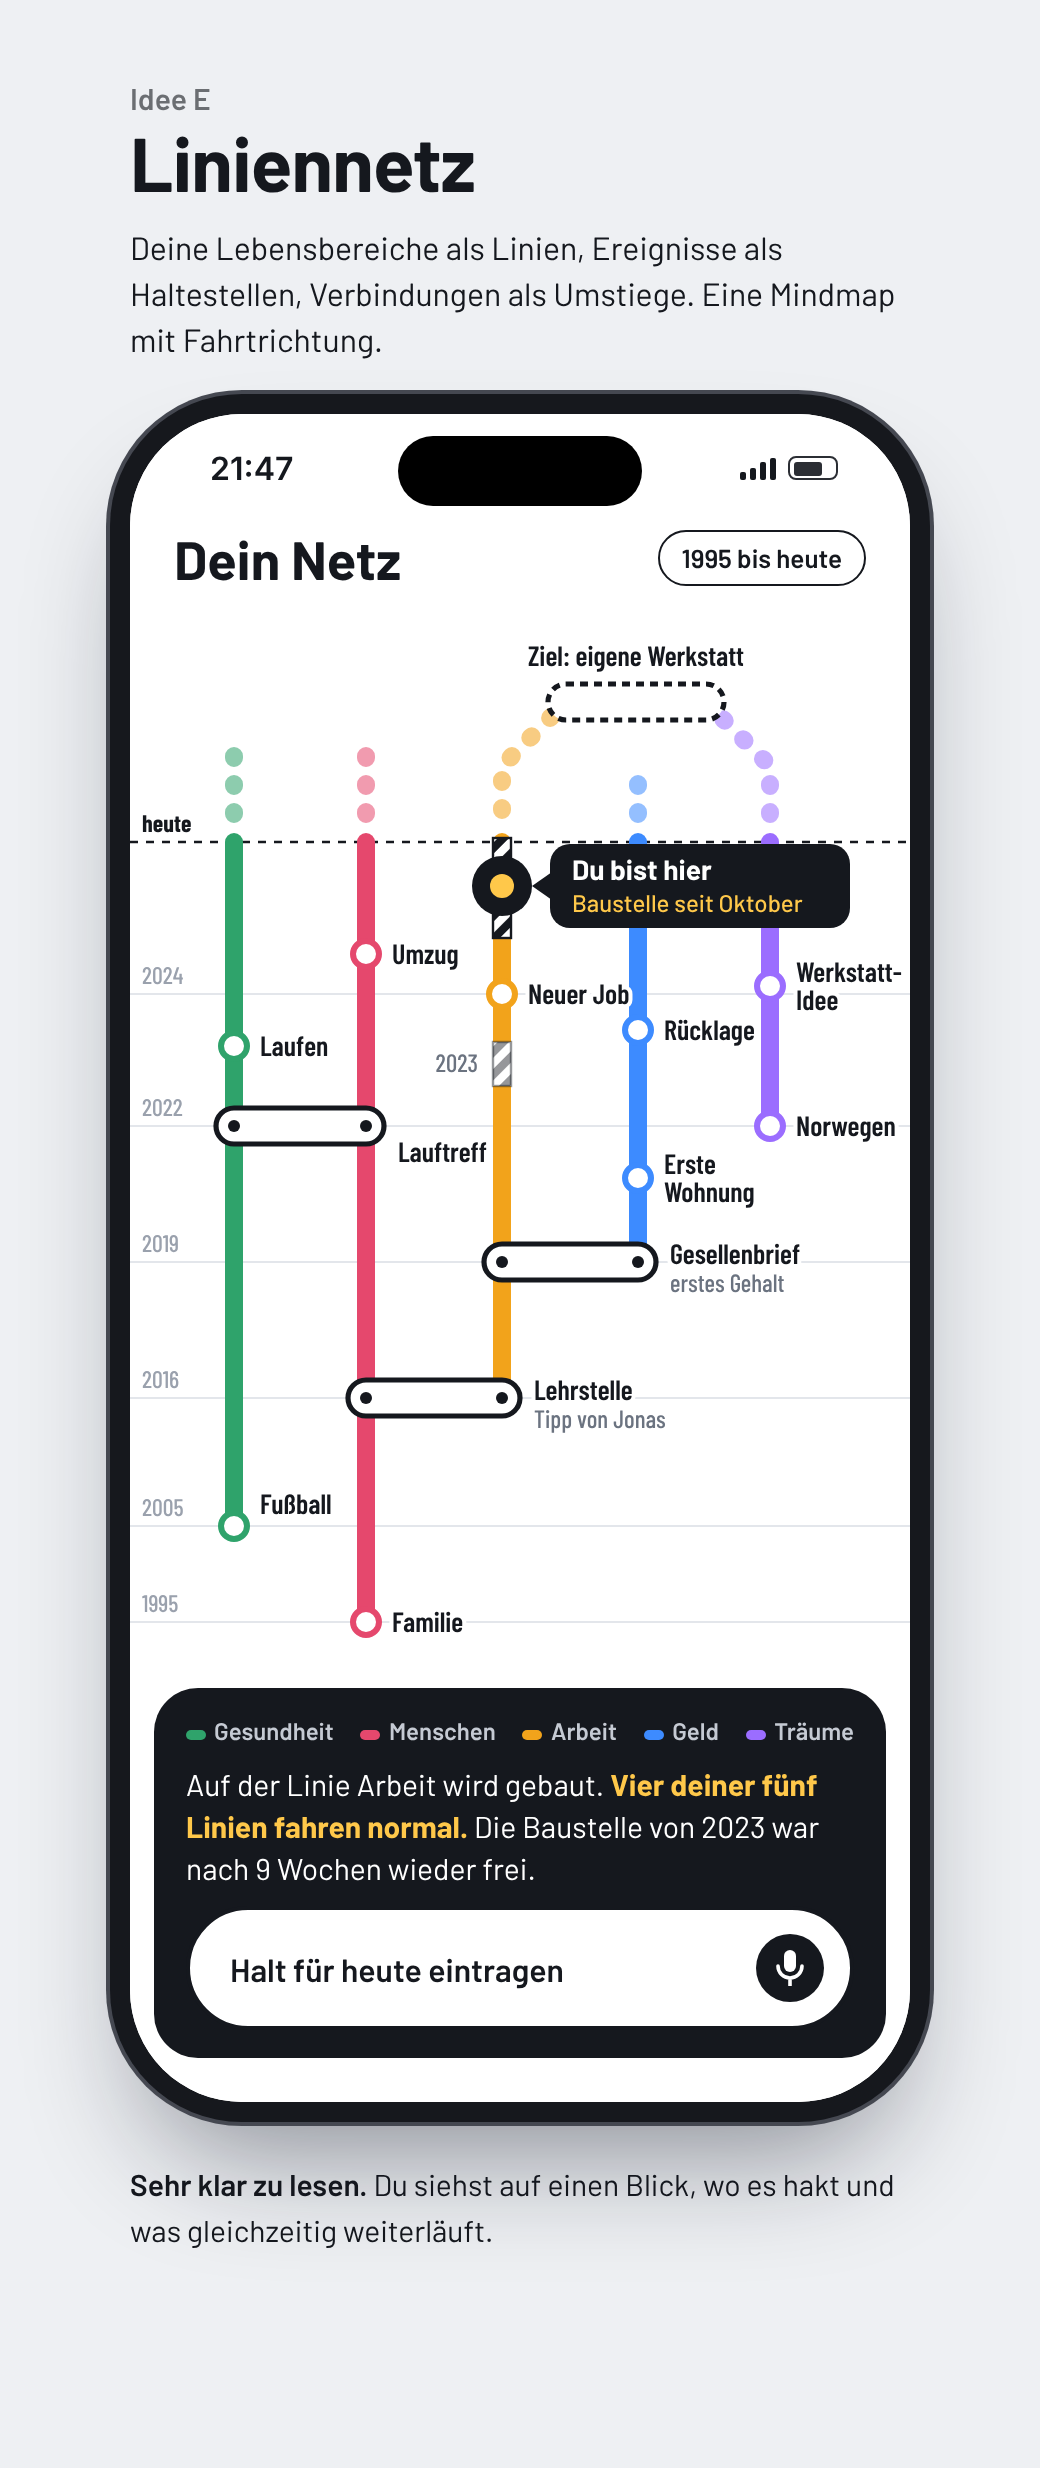 Idee E
Liniennetz
Deine Lebensbereiche als Linien, Ereignisse als
Haltestellen, Verbindungen als Umstiege. Eine Mindmap
mit Fahrtrichtung.
21:47
Dein Netz
1995 bis heute
Ziel: eigene Werkstatt
heute
Du bist hier
Baustelle seit Oktober
Umzug
2024
Neuer Job
Werkstatt-
Idee
Rücklage
Laufen
2023
2022
Norwegen
Lauftreff
Erste
Wohnung
2019
Gesellenbrief
erstes Gehalt
2016
Lehrstelle
Tipp von Jonas
2005
Fußball
1995
Familie
Gesundheit Menschen Arbeit Geld Träume
Auf der Linie Arbeit wird gebaut. Vier deiner fünf
Linien fahren normal. Die Baustelle von 2023 war
nach 9 Wochen wieder frei.
Halt für heute eintragen
Sehr klar zu lesen. Du siehst auf einen Blick, wo es hakt und
was gleichzeitig weiterläuft.